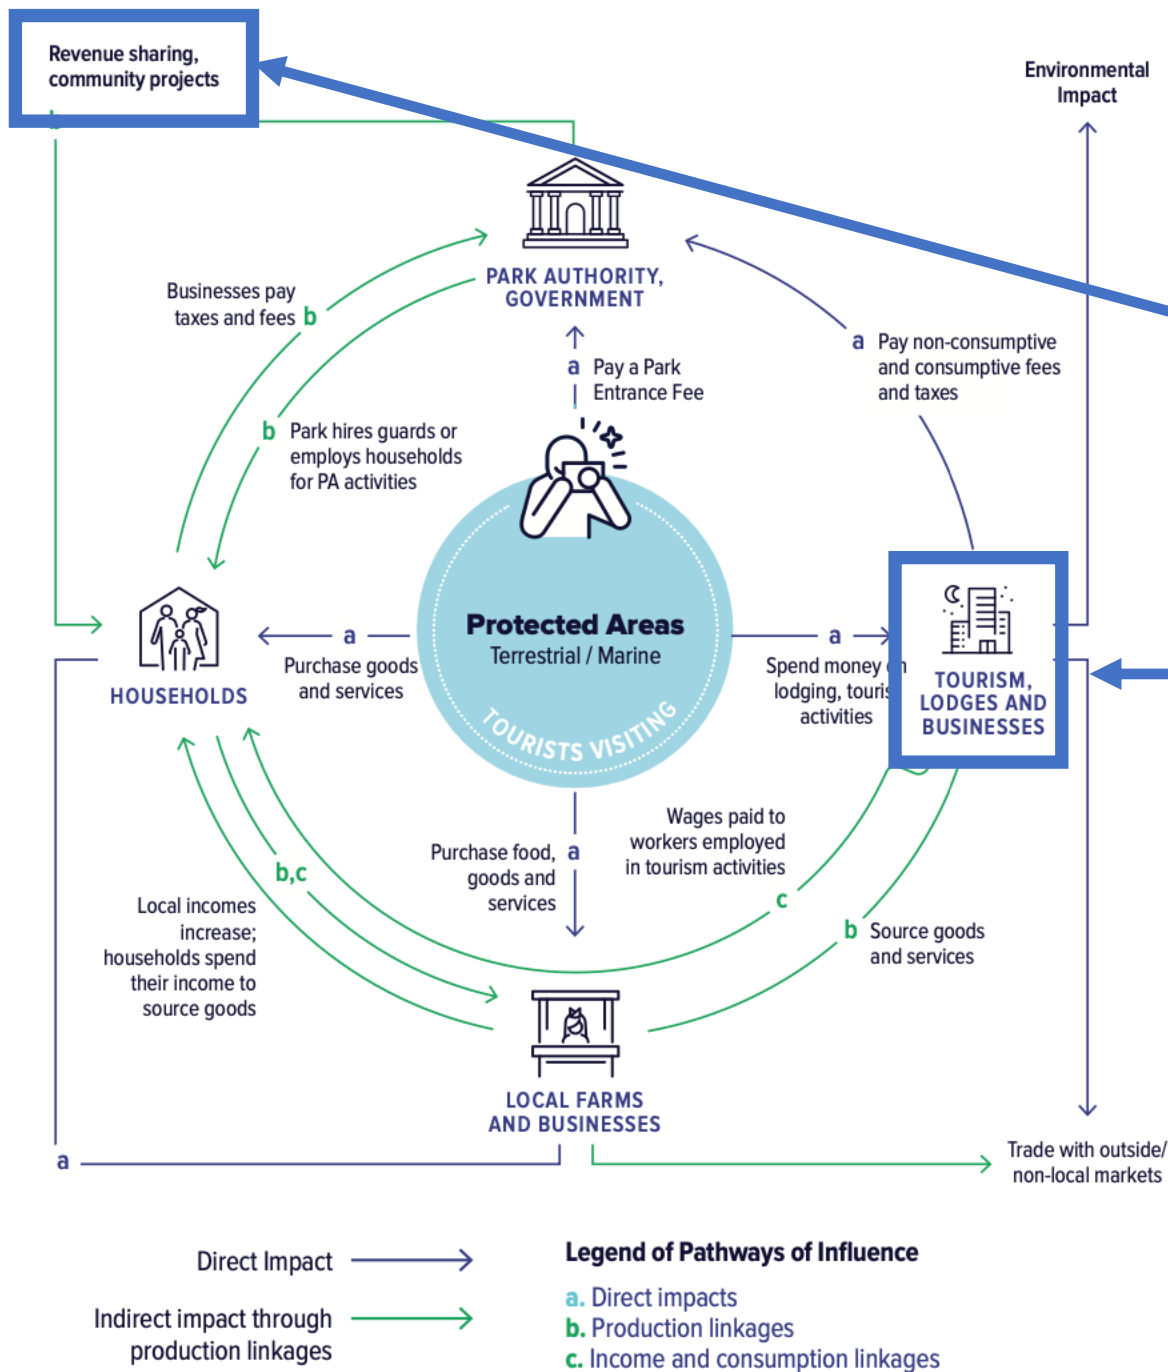 Revenue sharing,
community projects
Environmental
Impact
b
PARK AUTHORITY,
GOVERNMENT
Businesses pay
taxes and fees b
a Pay a Park
Entrance Fee
a Pay non-consumptive
and consumptive fees
and taxes
b Park hires guards or
employs households
for PA activities
Protected Areas
Terrestrial / Marine
TOURISTS VISITING
a
Purchase goods
and services
HOUSEHOLDS
a
Spend money
lodging,
activities
TOURISM,
LODGES AND
BUSINESSES
Purchase food, a
goods and
services
Wages paid to
workers employed
in tourism activities
c
b,c
Local incomes
increase;
households spend
their income to
source goods
b Source goods
and services
LOCAL FARMS
AND BUSINESSES
a
Trade with outside/
non-local markets
Direct Impact
Indirect impact through
production linkages
Legend of Pathways of Influence
a. Direct impacts
b. Production linkages
c. Income and consumption linkages